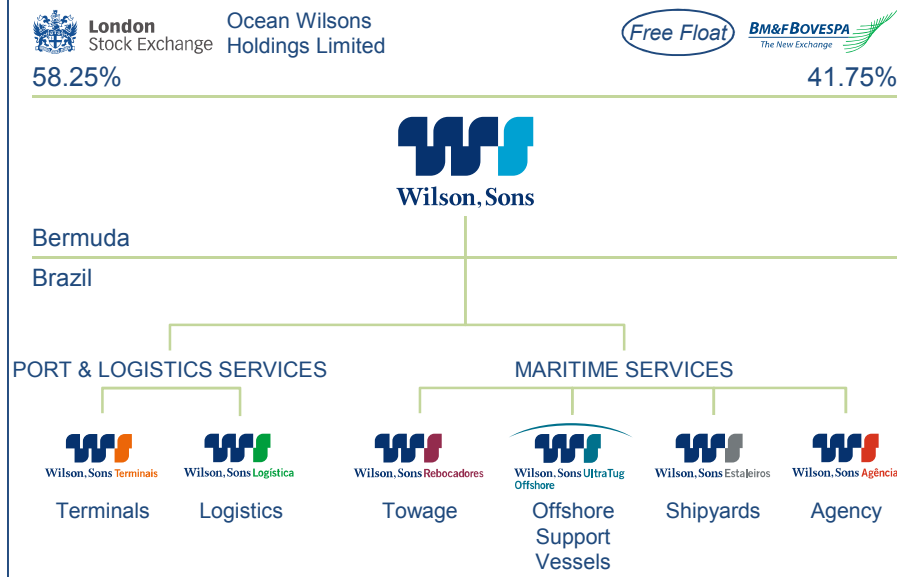 London
Stock Exchange
Ocean Wilsons
Holdings Limited
Free Float
BM&FBOVESPA
The New Exchange
58.25%
41.75%
Wilson, Sons
Bermuda
Brazil
PORT & LOGISTICS SERVICES
MARITIME SERVICES
Wilson, Sons Terminais
Wilson, Sons Logística
Wilson, Sons Rebocadores
Wilson, Sons UltraTug
Offshore
Wilson, Sons Estaleiros
Wilson, Sons Agência
Terminals
Logistics
Towage
Offshore
Support
Vessels
Shipyards
Agency